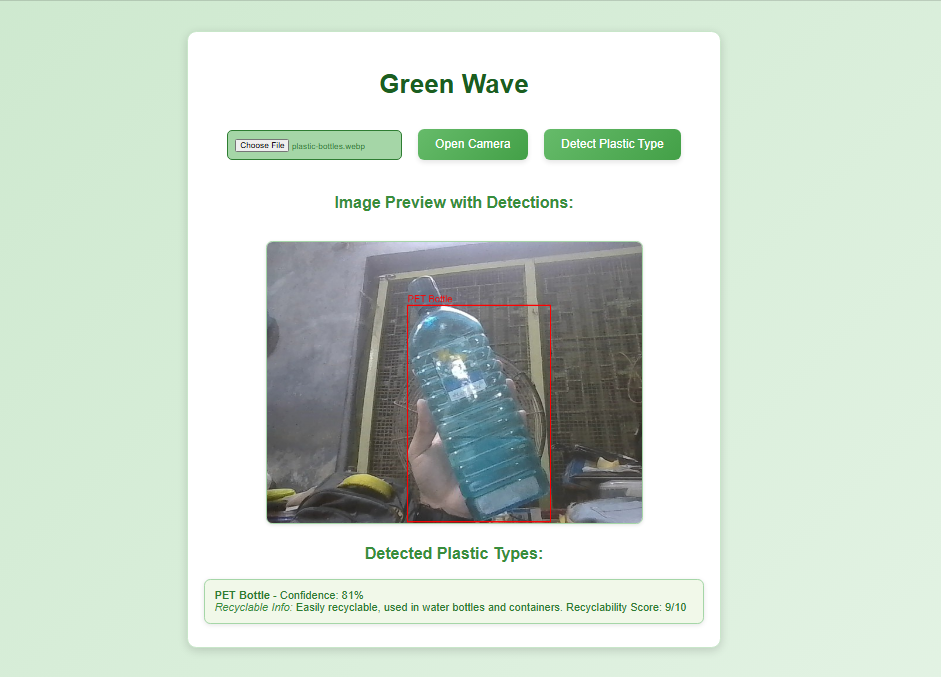 Green Wave
Choose File plastic-bottles.webp
Open Camera
Detect Plastic Type
Image Preview with Detections:
PET Bottle
Detected Plastic Types:
PET Bottle - Confidence: 81%
Recyclable Info: Easily recyclable, used in water bottles and containers. Recyclability Score: 9/10